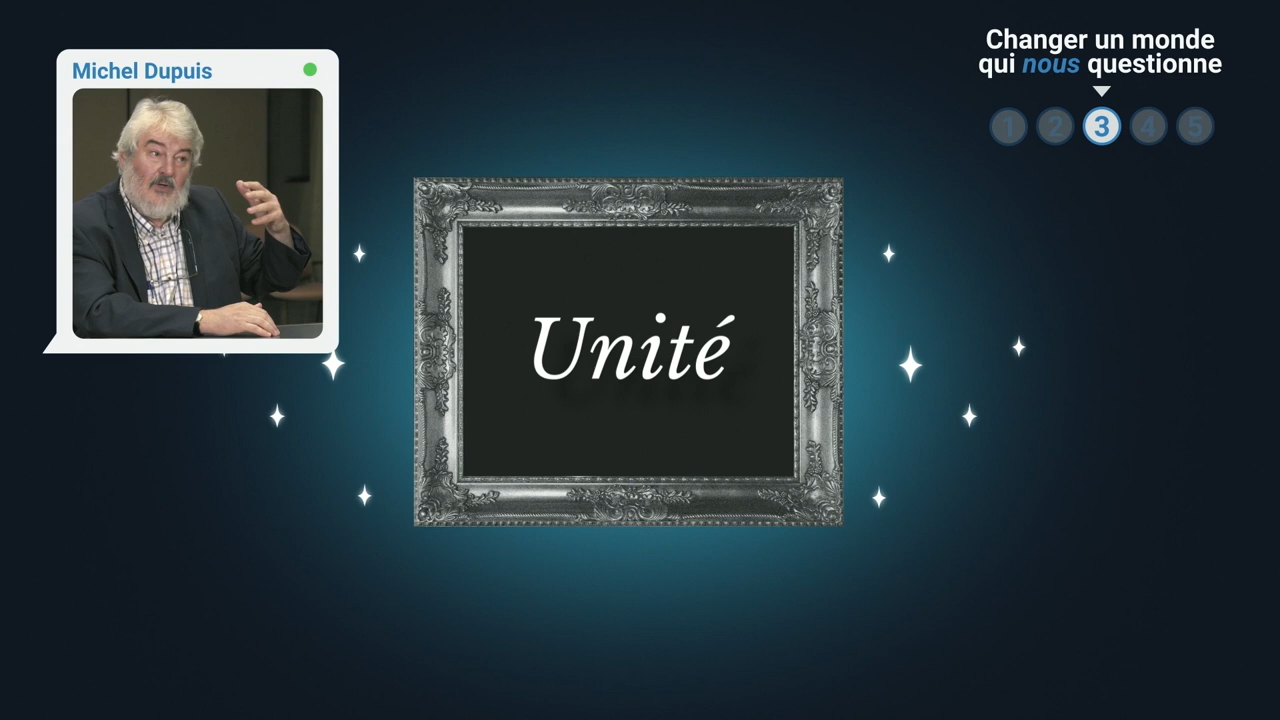 Michel Dupuis
Changer un monde
qui nous questionne
1 2 3 4 5
Unité